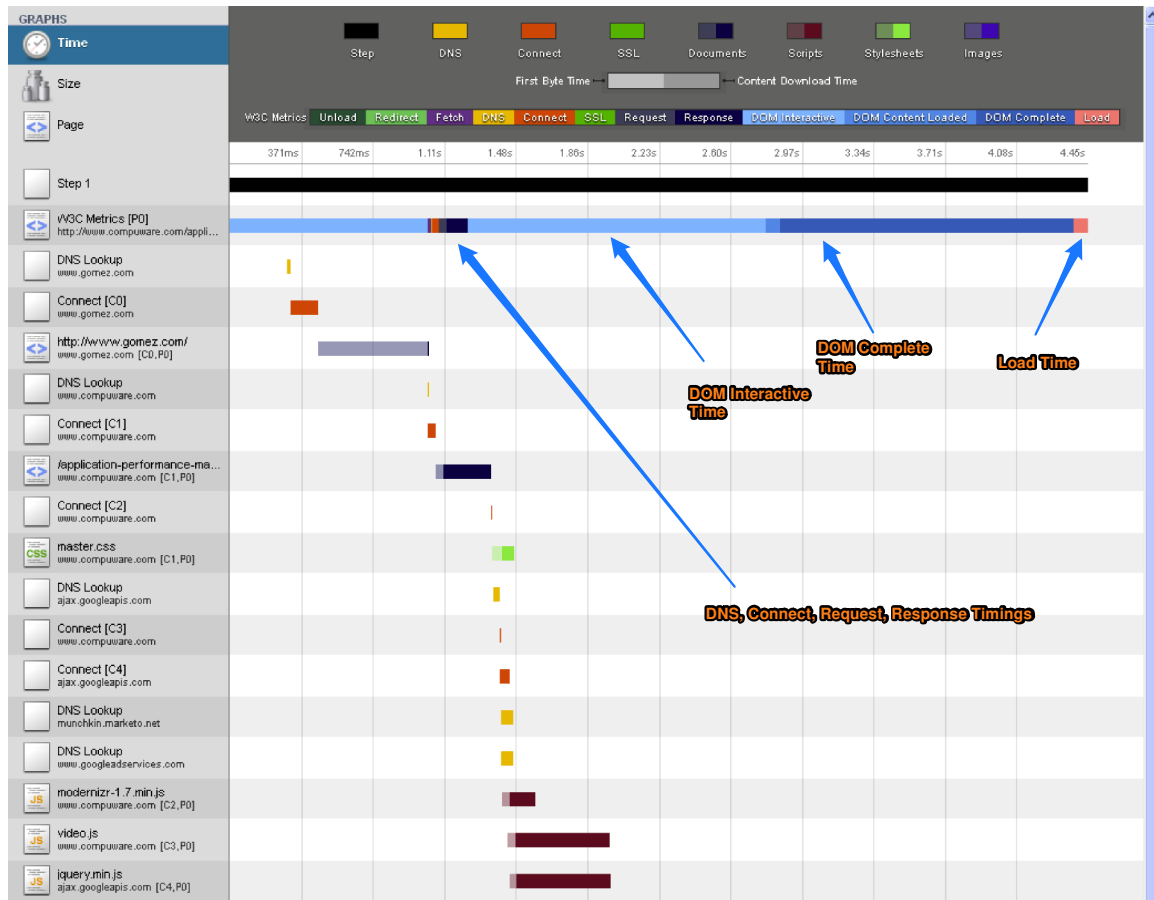 GRAPHS
Time
Size
Page
Step
DNS
Connect
SSL
Documents
Scripts
Stylesheets
Images
First Byte Time
Content Download Time
W3C Metrics Unload Redirect Fetch DNS Connect SSL Request Response DOM Interactive DOM Content Loaded DOM Complete Load
371ms 742ms 1.11s 1.48s 1.86s 2.23s 2.60s 2.97s 3.34s 3.71s 4.08s 4.45s
Step 1
W3C Metrics [P0]
http://www.compuware.com/appli...
DNS Lookup
www.gomez.com
Connect [C0]
www.gomez.com
http://www.gomez.com/
www.gomez.com [C0,P0]
DNS Lookup
www.compuware.com
Connect [C1]
www.compuware.com
/application-performance-ma...
www.compuware.com [C1,P0]
Connect [C2]
www.compuware.com
CSS
master.css
www.compuware.com [C1,P0]
DNS Lookup
ajax.googleapis.com
Connect [C3]
www.compuware.com
Connect [C4]
ajax.googleapis.com
DNS Lookup
munchkin.marketo.net
DNS Lookup
www.googleadservices.com
JS
modernizr-1.7.min.js
www.compuware.com [C2,P0]
JS
video.js
www.compuware.com [C3,P0]
JS
jquery.min.js
ajax.googleapis.com [C4,P0]
DOM Complete
Time
Load Time
DOM Interactive
Time
DNS, Connect, Request, Response Timings